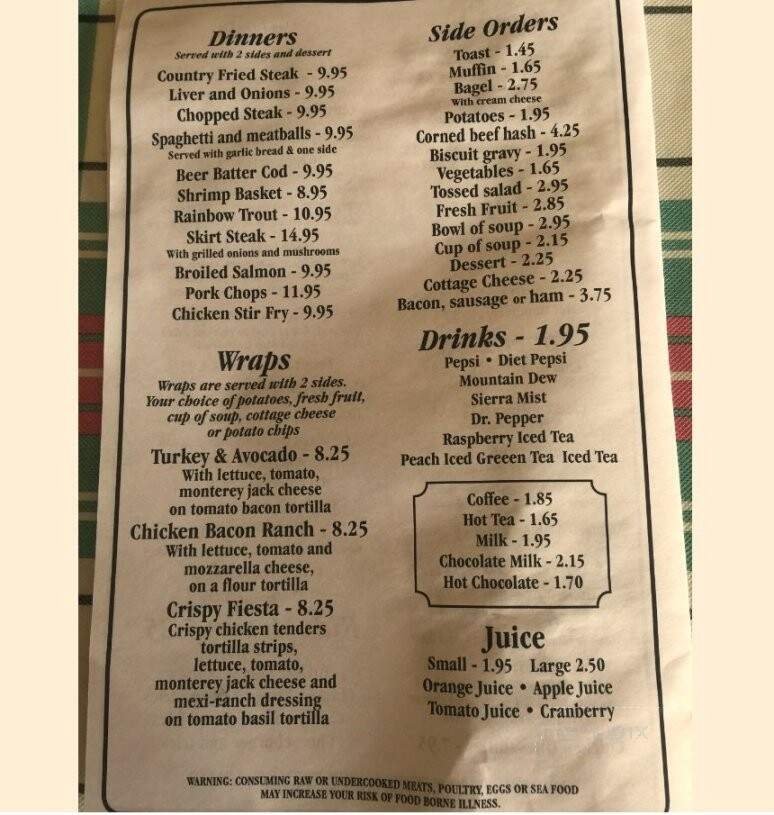 Dinners
Served with 2 sides and dessert
Country Fried Steak - 9.95
Liver and Onions - 9.95
Chopped Steak - 9.95
Spaghetti and meatballs - 9.95
Served with garlic bread & one side
Beer Batter Cod - 9.95
Shrimp Basket - 8.95
Rainbow Trout - 10.95
Skirt Steak - 14.95
With grilled onions and mushrooms
Broiled Salmon - 9.95
Pork Chops - 11.95
Chicken Stir Fry - 9.95
Wraps
Wraps are served with 2 sides.
Your choice of potatoes, fresh fruit,
cup of soup, cottage cheese
or potato chips
Turkey & Avocado - 8.25
With lettuce, tomato,
monterey jack cheese
on tomato bacon tortilla
Chicken Bacon Ranch - 8.25
With lettuce, tomato and
mozzarella cheese,
on a flour tortilla
Crispy Fiesta - 8.25
Crispy chicken tenders
tortilla strips,
lettuce, tomato,
monterey jack cheese and
mexi-ranch dressing
on tomato basil tortilla
Side Orders
Toast - 1.45
Muffin - 1.65
Bagel - 2.75
With cream cheese
Potatoes - 1.95
Corned beef hash - 4.25
Biscuit gravy - 1.95
Vegetables - 1.65
Tossed salad - 2.95
Fresh Fruit - 2.85
Bowl of soup - 2.95
Cup of soup - 2.15
Dessert - 2.25
Cottage Cheese - 2.25
Bacon, sausage or ham - 3.75
Drinks - 1.95
Pepsi • Diet Pepsi
Mountain Dew
Sierra Mist
Dr. Pepper
Raspberry Iced Tea
Peach Iced Greeen Tea Iced Tea
Coffee - 1.85
Hot Tea - 1.65
Milk - 1.95
Chocolate Milk - 2.15
Hot Chocolate - 1.70
Juice
Small - 1.95 Large 2.50
Orange Juice • Apple Juice
Tomato Juice • Cranberry
WARNING: CONSUMING RAW OR UNDERCOOKED MEATS, POULTRY, EGGS OR SEA FOOD
MAY INCREASE YOUR RISK OF FOOD BORNE ILLNESS.